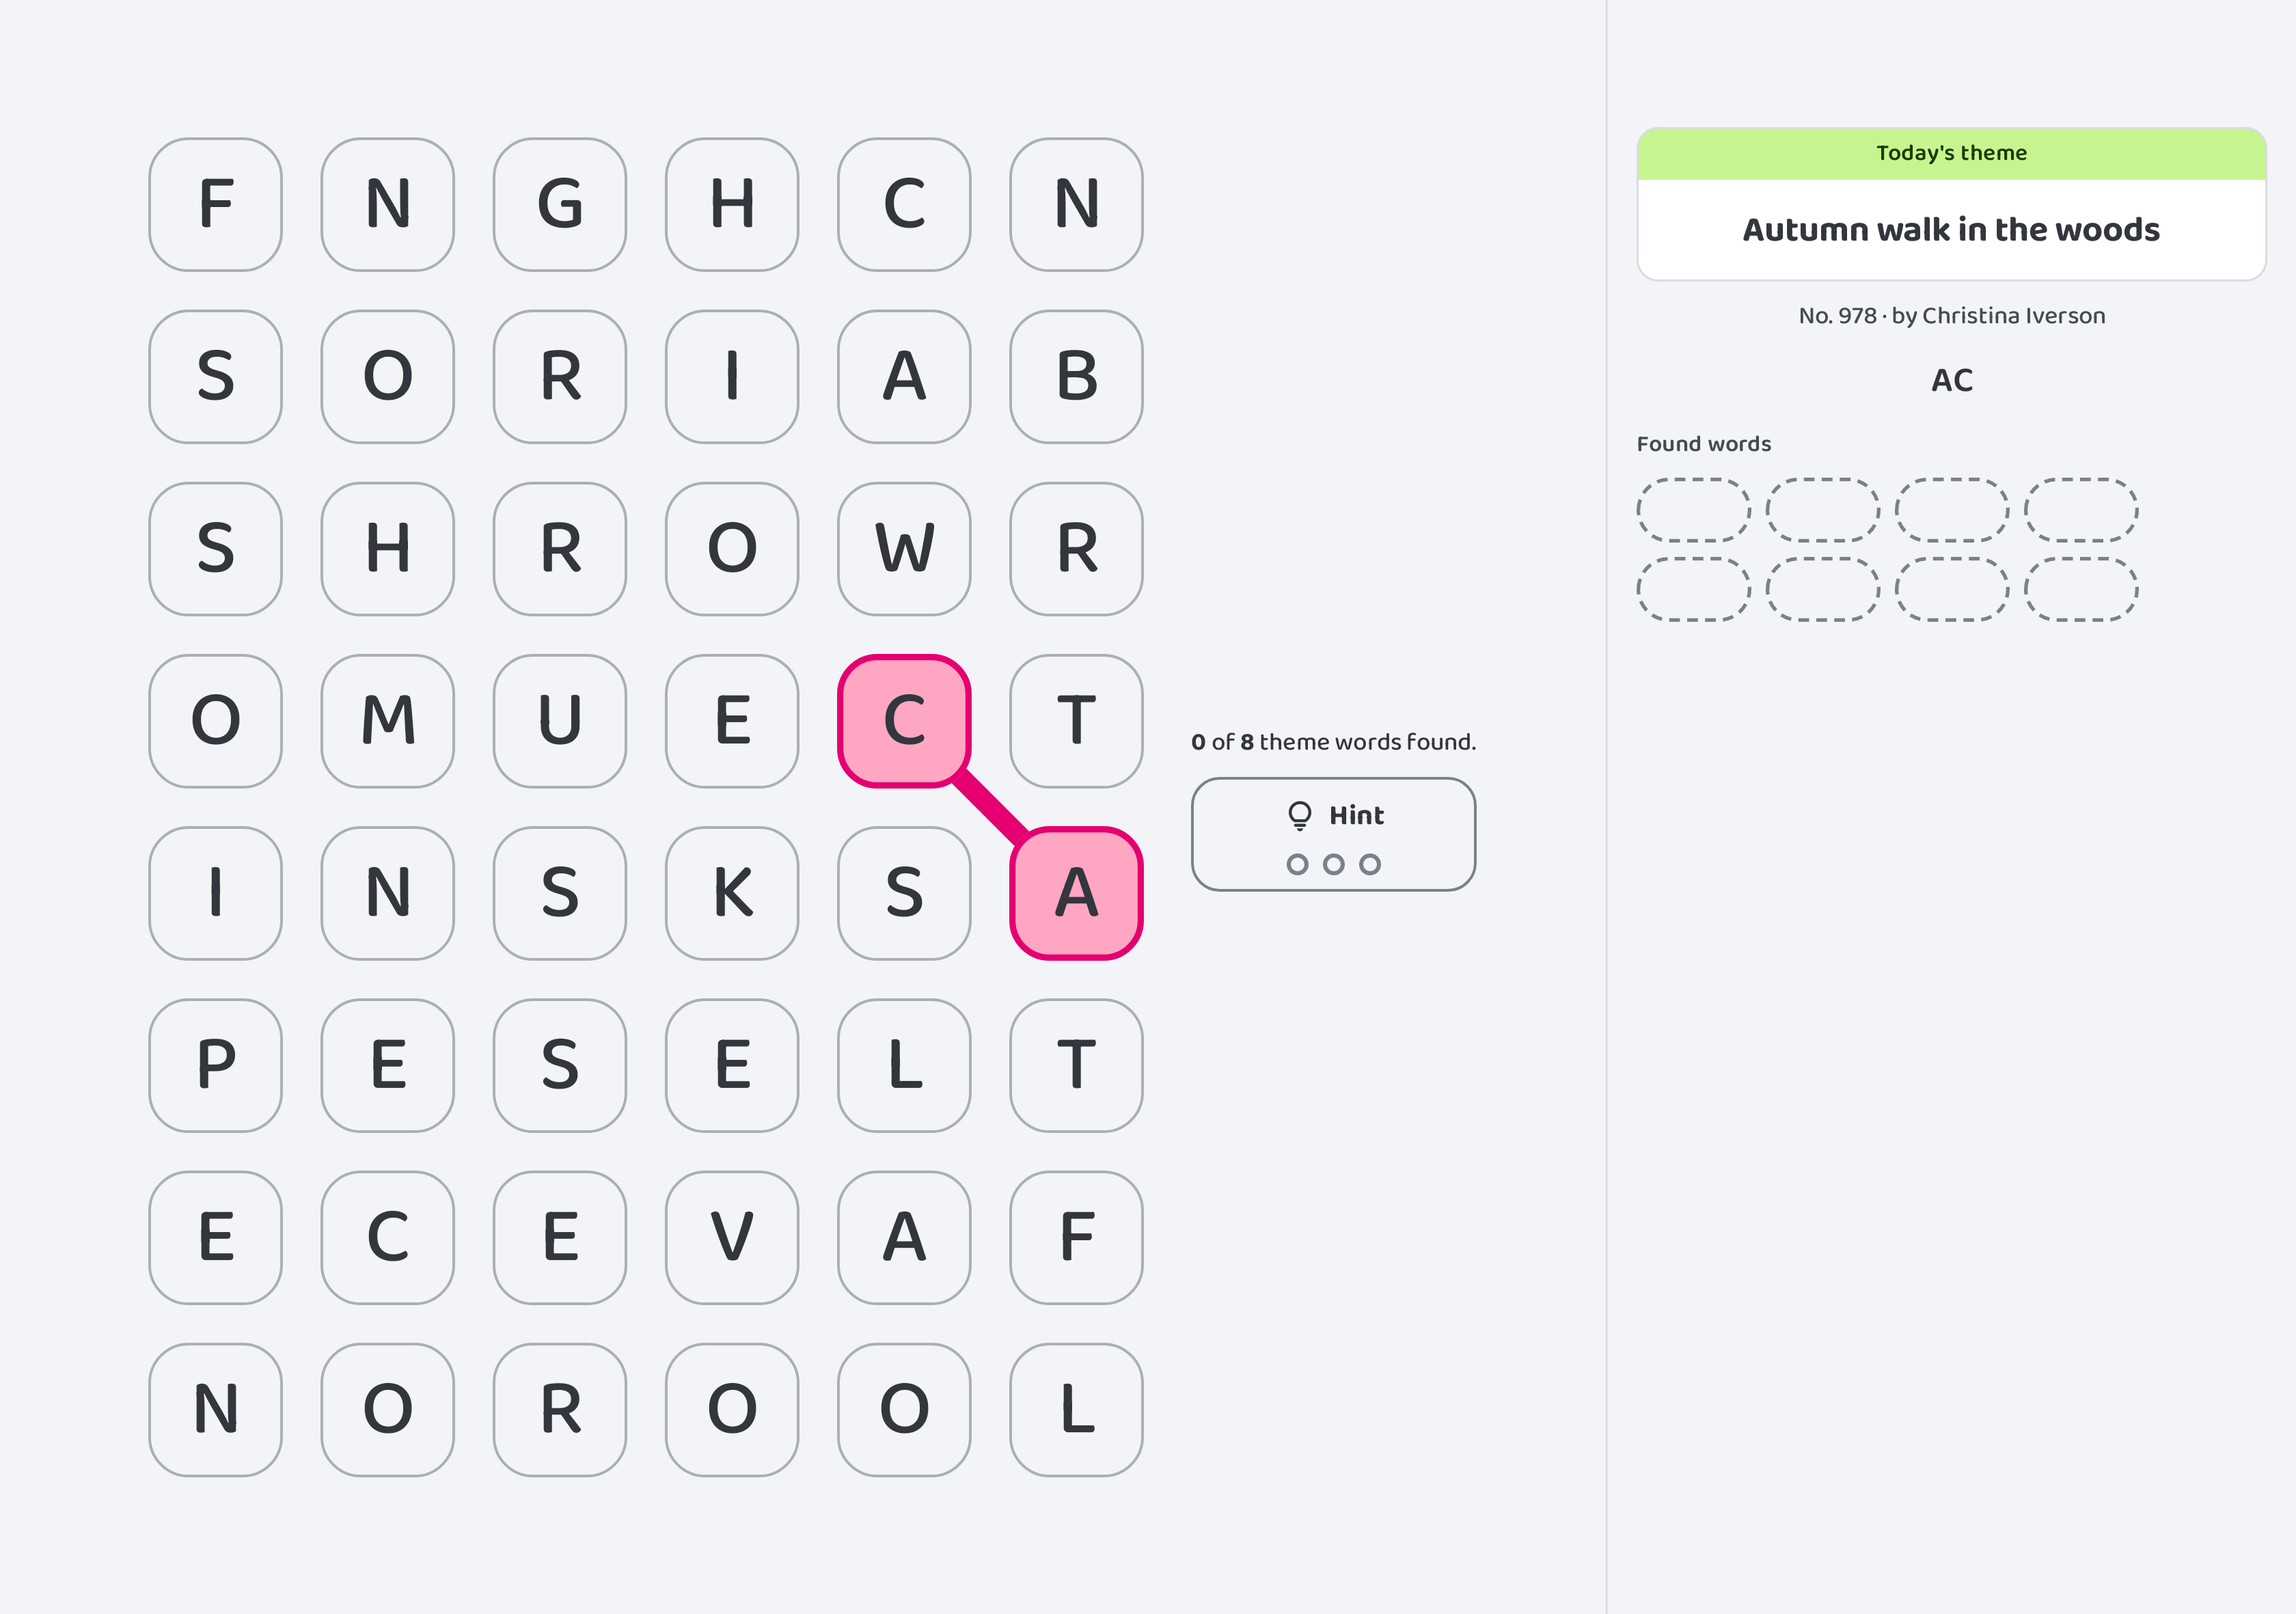 F N G H C N
S O R I A B
S H R O W R
O M U E C T
I N S K S A
P E S E L T
E C E V A F
N O R O O L
0 of 8 theme words found.
Hint
Today's theme
Autumn walk in the woods
No. 978 · by Christina Iverson
AC
Found words